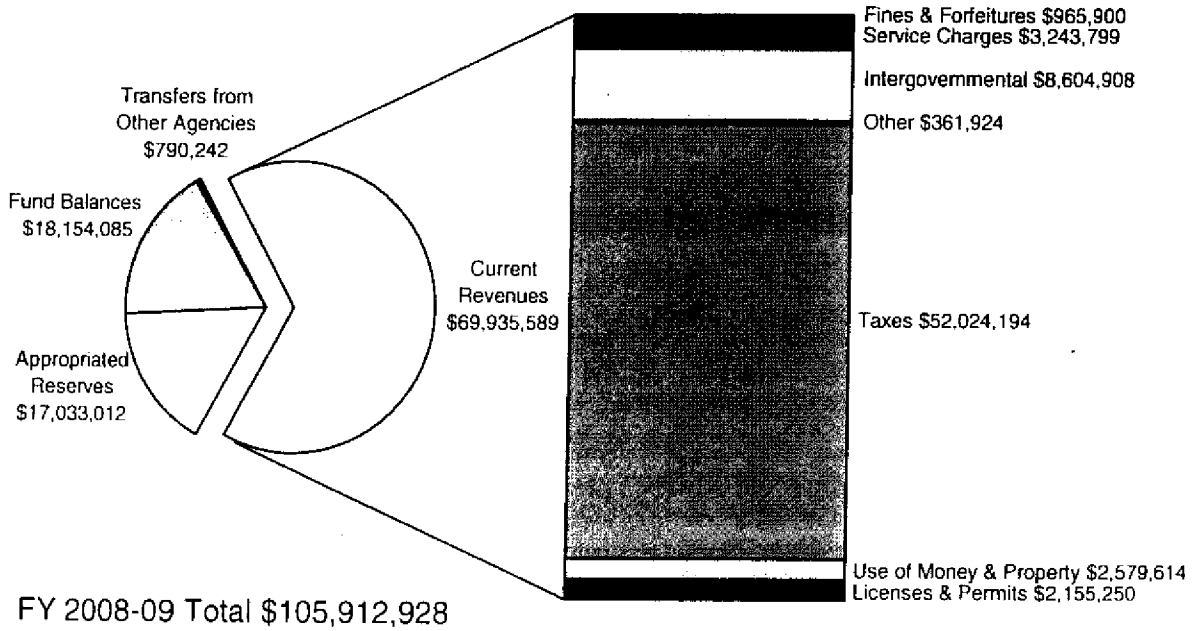 Fines & Forfeitures $965,900
Service Charges $3,243,799
Intergovernmental $8,604,908
Other $361,924
Transfers from
Other Agencies
$790,242
Fund Balances
$18,154,085
Current
Revenues
$69,935,589
Taxes $52,024,194
Appropriated
Reserves
$17,033,012
Use of Money & Property $2,579,614
Licenses & Permits $2,155,250
FY 2008-09 Total $105,912,928